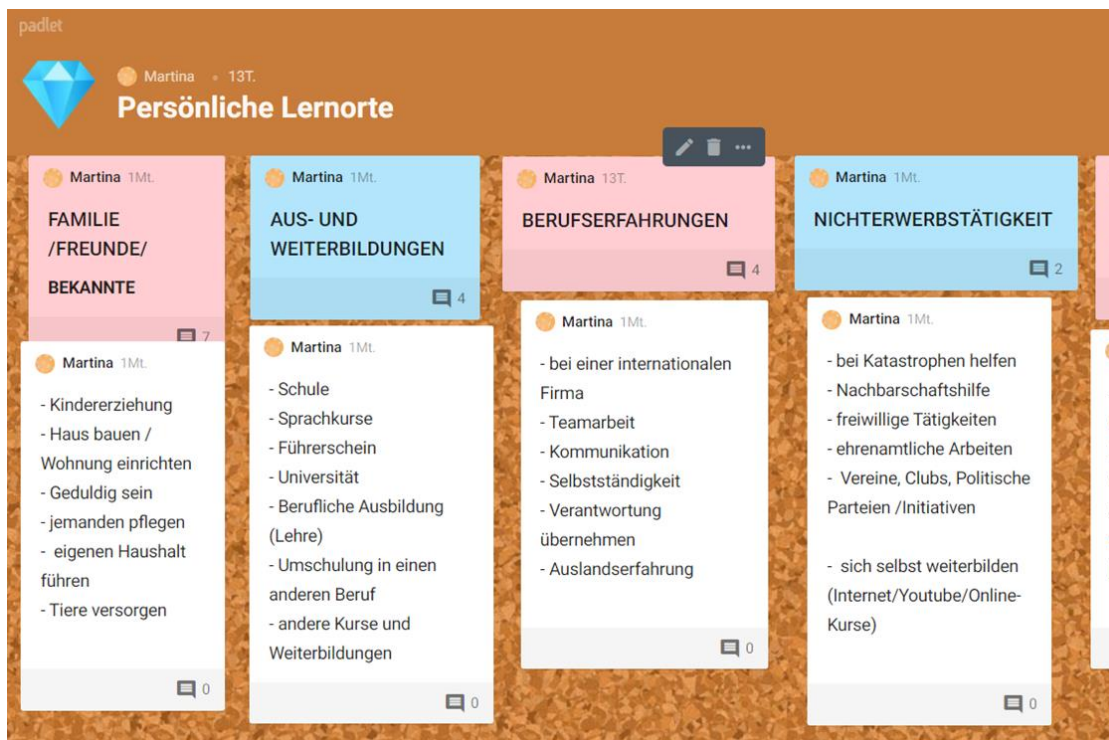 padlet
Martina • 13T.
Persönliche Lernorte
Martina 1Mt.
FAMILIE
/FREUNDE/
BEKANNTE
7
Martina 1Mt.
- Kindererziehung
- Haus bauen /
Wohnung einrichten
- Geduldig sein
- jemanden pflegen
- eigenen Haushalt
führen
- Tiere versorgen
0
Martina 1Mt.
AUS- UND
WEITERBILDUNGEN
4
Martina 1Mt.
- Schule
- Sprachkurse
- Führerschein
- Universität
- Berufliche Ausbildung
(Lehre)
- Umschulung in einen
anderen Beruf
- andere Kurse und
Weiterbildungen
0
Martina 13T.
BERUFSERFAHRUNGEN
4
Martina 1Mt.
- bei einer internationalen
Firma
- Teamarbeit
- Kommunikation
- Selbstständigkeit
- Verantwortung
übernehmen
- Auslandserfahrung
0
Martina 1Mt.
NICHTERWERBSTÄTIGKEIT
2
Martina 1Mt.
- bei Katastrophen helfen
- Nachbarschaftshilfe
- freiwillige Tätigkeiten
- ehrenamtliche Arbeiten
- Vereine, Clubs, Politische
Parteien /Initiativen
- sich selbst weiterbilden
(Internet/Youtube/Online-
Kurse)
0